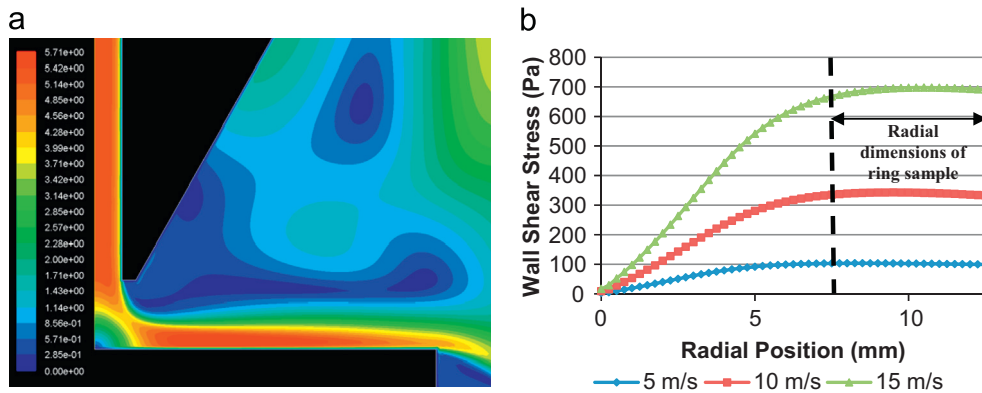 a
5.71e+00
5.42e+00
5.14e+00
4.85e+00
4.56e+00
4.28e+00
3.99e+00
3.71e+00
3.42e+00
3.14e+00
2.85e+00
2.57e+00
2.28e+00
2.00e+00
1.71e+00
1.43e+00
1.14e+00
8.56e-01
5.71e-01
2.85e-01
0.00e+00
b
Wall Shear Stress (Pa)
800
700
600
500
400
300
200
100
0
Radial
dimensions of
ring sample
0
5
10
Radial Position (mm)
5 m/s
10 m/s
15 m/s